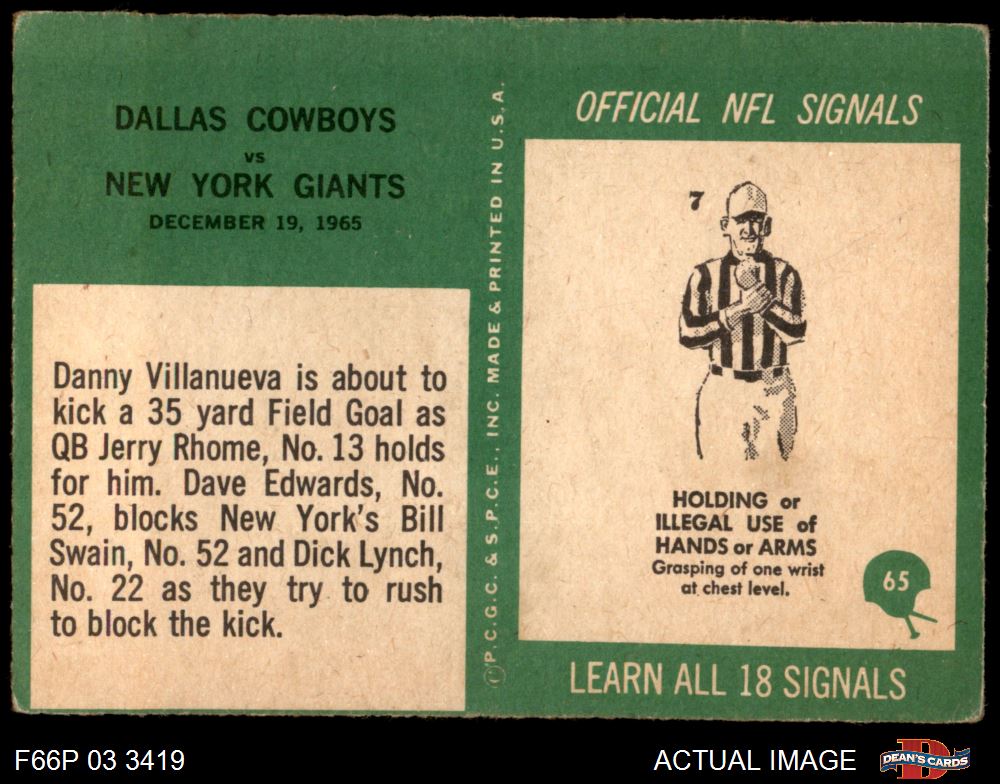 DALLAS COWBOYS
vs
NEW YORK GIANTS
DECEMBER 19, 1965
Danny Villanueva is about to
kick a 35 yard Field Goal as
QB Jerry Rhome, No. 13 holds
for him. Dave Edwards, No.
52, blocks New York's Bill
Swain, No. 52 and Dick Lynch,
No. 22 as they try to rush
to block the kick.
©P.C.G.C. & S.P.C.E., INC. MADE & PRINTED IN U.S.A.
OFFICIAL NFL SIGNALS
7
HOLDING or
ILLEGAL USE of
HANDS or ARMS
Grasping of one wrist
at chest level.
65
LEARN ALL 18 SIGNALS
F66P 03 3419
ACTUAL IMAGE
D
DEAN'S CARDS